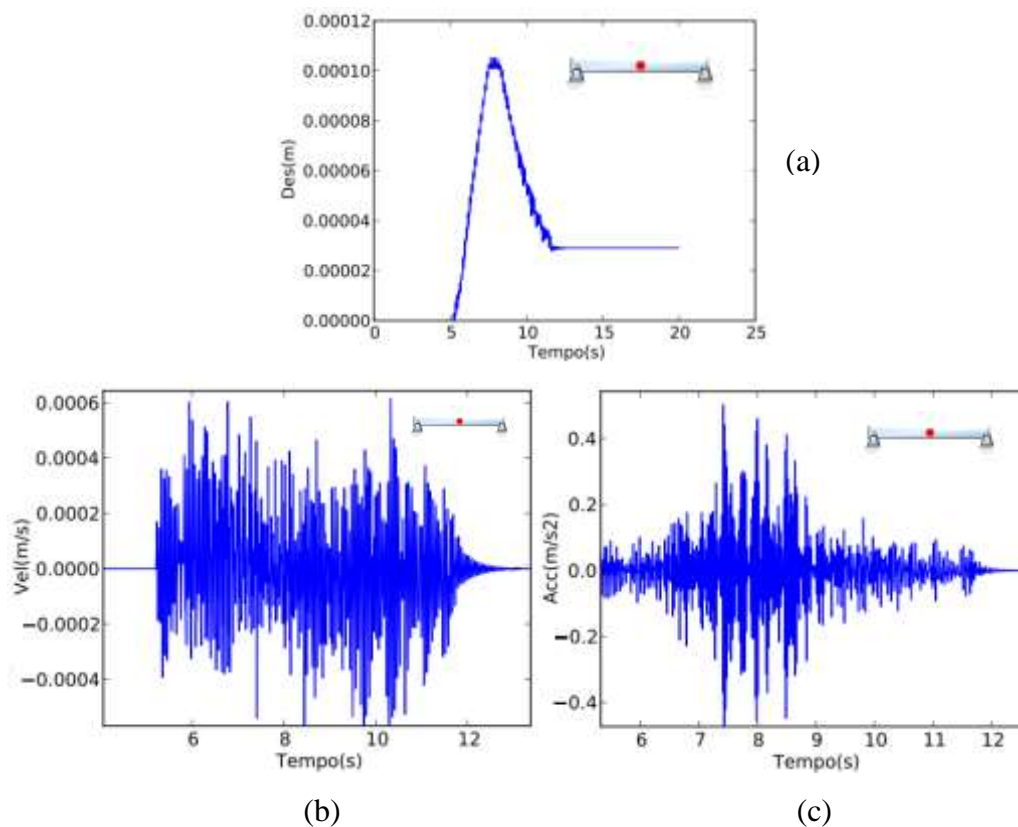 0.00012
0.00010
0.00008
0.00006
0.00004
0.00002
0.00000
Des(m)
0 5 10 15 20 25
Tempo(s)
(a)
0.0006
0.0004
0.0002
0.0000
−0.0002
−0.0004
Vel(m/s)
6 8 10 12
Tempo(s)
(b)
0.4
0.2
0.0
−0.2
−0.4
Acc(m/s2)
6 7 8 9 10 11 12
Tempo(s)
(c)